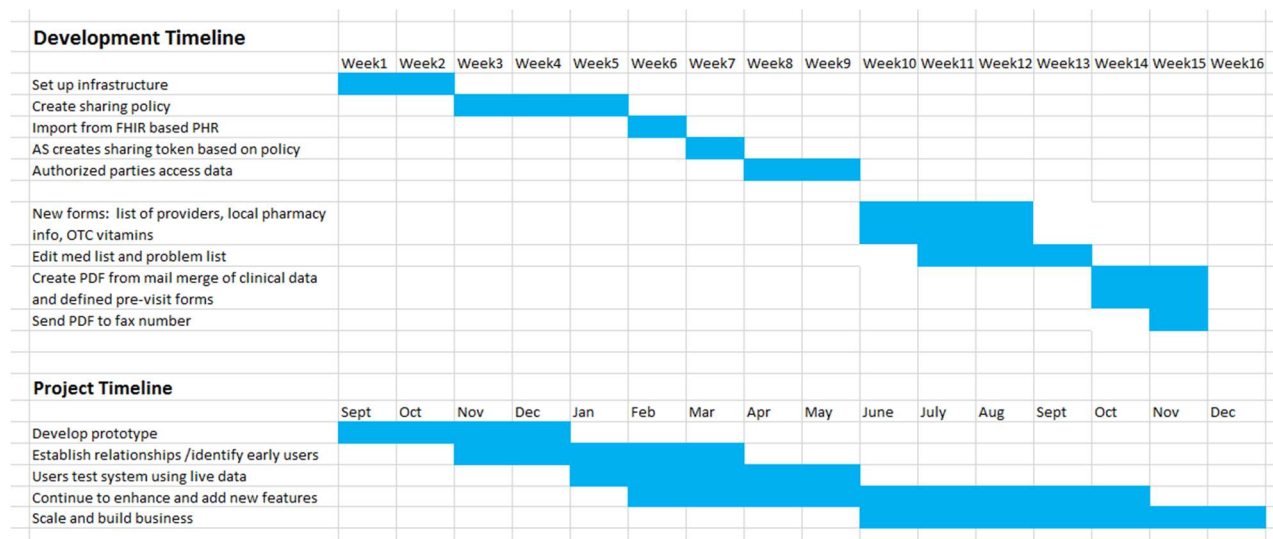 Development Timeline
Week1 Week2 Week3 Week4 Week5 Week6 Week7 Week8 Week9 Week10 Week11 Week12 Week13 Week14 Week15 Week16
Set up infrastructure
Create sharing policy
Import from FHIR based PHR
AS creates sharing token based on policy
Authorized parties access data
New forms: list of providers, local pharmacy
info, OTC vitamins
Edit med list and problem list
Create PDF from mail merge of clinical data
and defined pre-visit forms
Send PDF to fax number
Project Timeline
Sept Oct Nov Dec Jan Feb Mar Apr May June July Aug Sept Oct Nov Dec
Develop prototype
Establish relationships /identify early users
Users test system using live data
Continue to enhance and add new features
Scale and build business